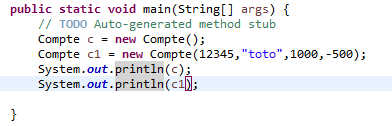 public static void main(String[] args) {
// TODO Auto-generated method stub
Compte c = new Compte();
Compte c1 = new Compte(12345,"toto",1000,-500);
System.out.println(c);
System.out.println(c1);
}